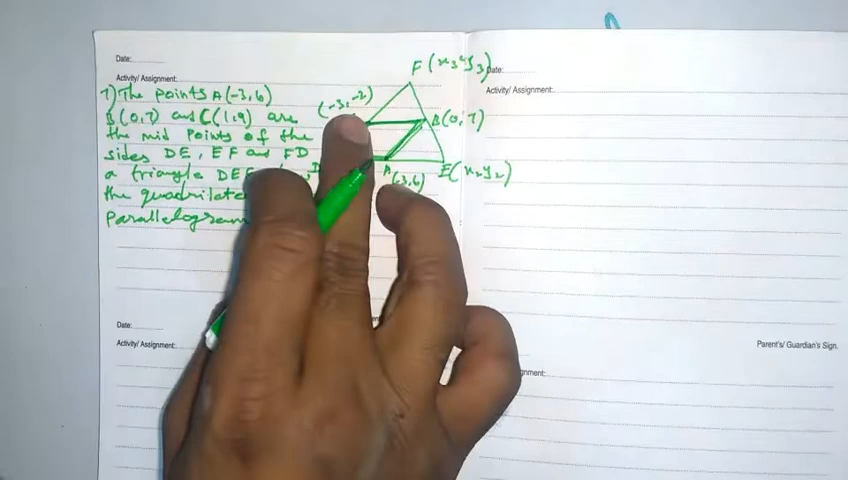 Date:
Activity/ Assignment:
7) The points A(-3,6)
B(0,7) and C(1,9) are
the mid points of the
sides DE, EF and FD
a triangle DEF
the quadrilate
Parallelogram
F(x3, y3)
(-3,-2)
B(0,7)
A
(-3,6)
E(x2 y2)
Date:
Activity/ Assignment:
Date:
Activity/ Assignment:
Parent's/ Guardian's Sign.
nment: